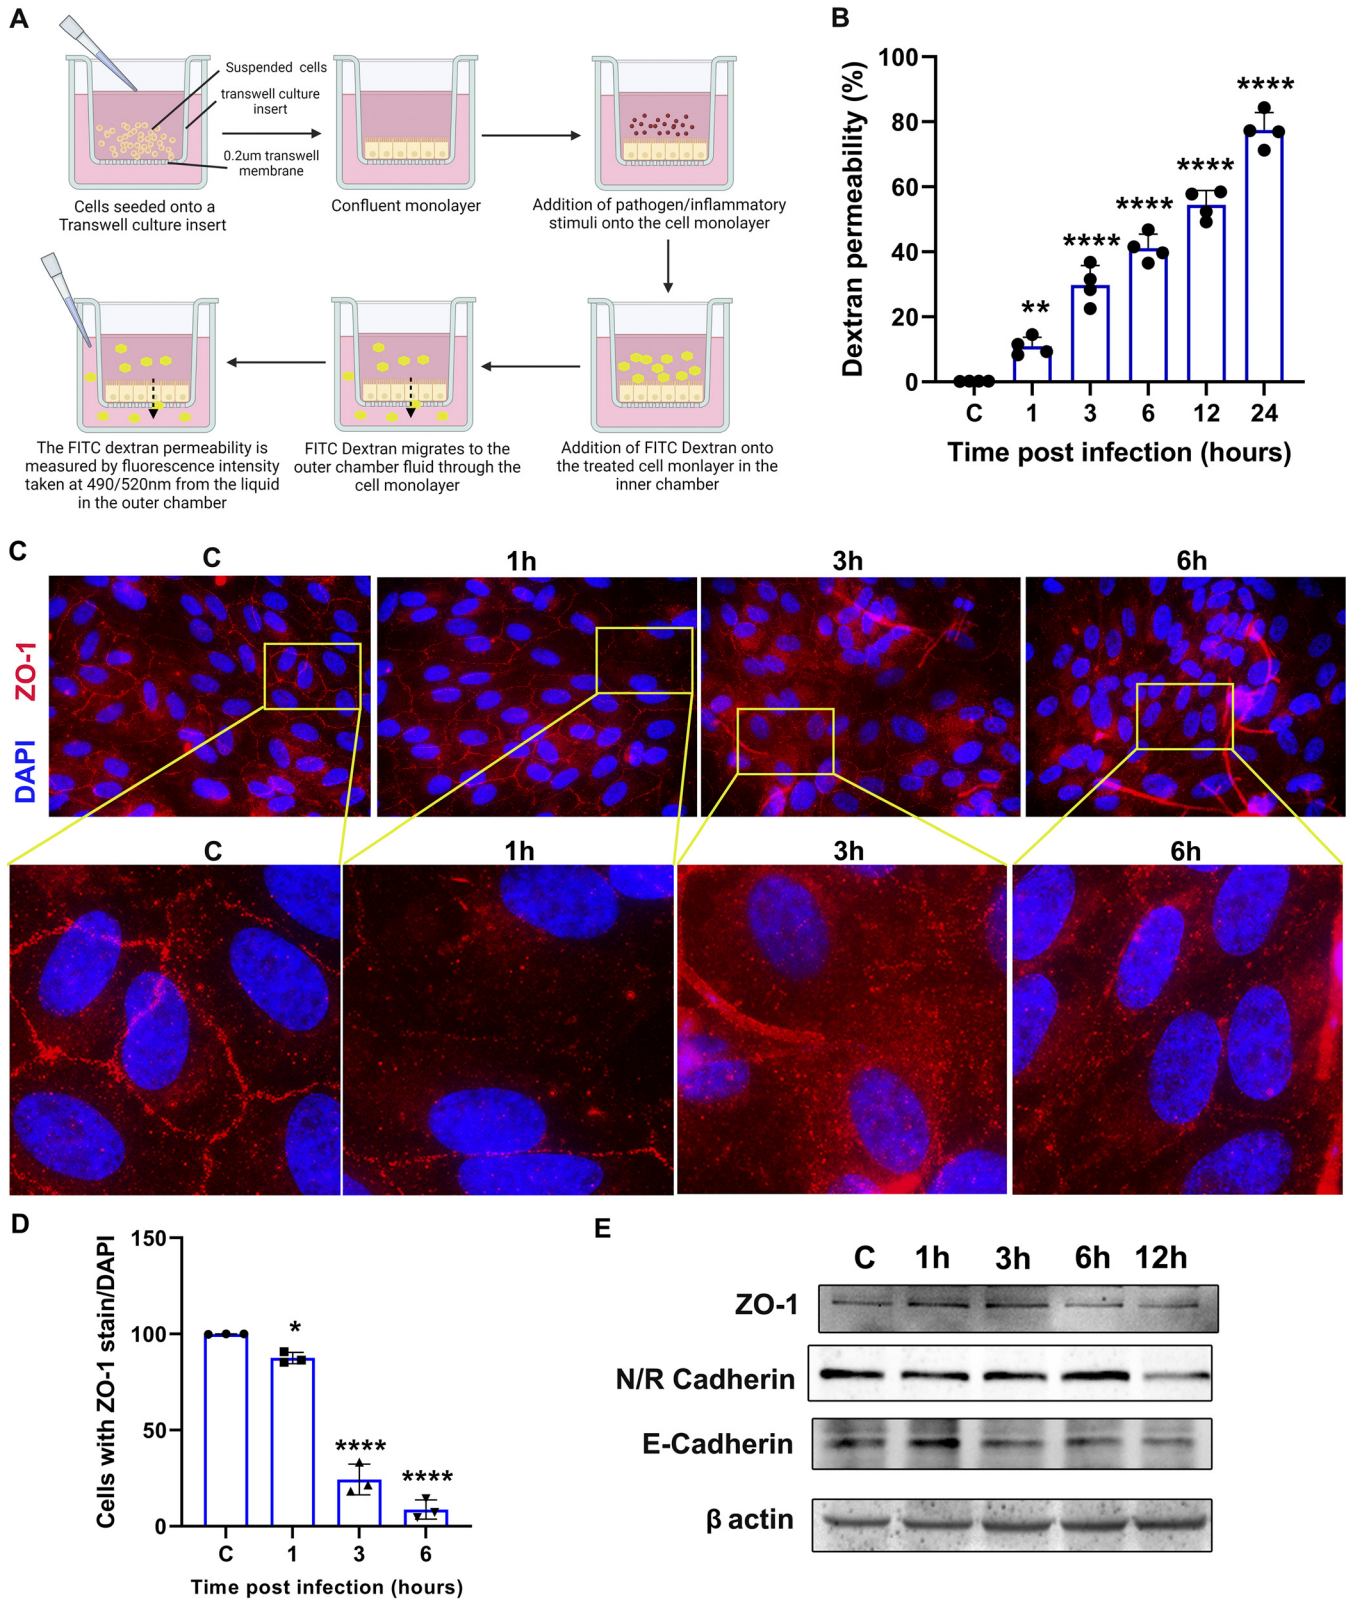 A
Suspended cells
transwell culture
insert
0.2um transwell
membrane
Cells seeded onto a
Transwell culture insert
Confluent monolayer
Addition of pathogen/inflammatory
stimuli onto the cell monolayer
The FITC dextran permeability is
measured by fluorescence intensity
taken at 490/520nm from the liquid
in the outer chamber
FITC Dextran migrates to the
outer chamber fluid through the
cell monolayer
Addition of FITC Dextran onto
the treated cell monlayer in the
inner chamber
B
Dextran permeability (%)
100
80
60
40
20
0
**
****
****
****
****
C 1 3 6 12 24
Time post infection (hours)
C
C 1h 3h 6h
DAPI ZO-1
C 1h 3h 6h
D
Cells with ZO-1 stain/DAPI
150
100
50
0
*
****
****
C 1 3 6
Time post infection (hours)
E
C 1h 3h 6h 12h
ZO-1
N/R Cadherin
E-Cadherin
β actin